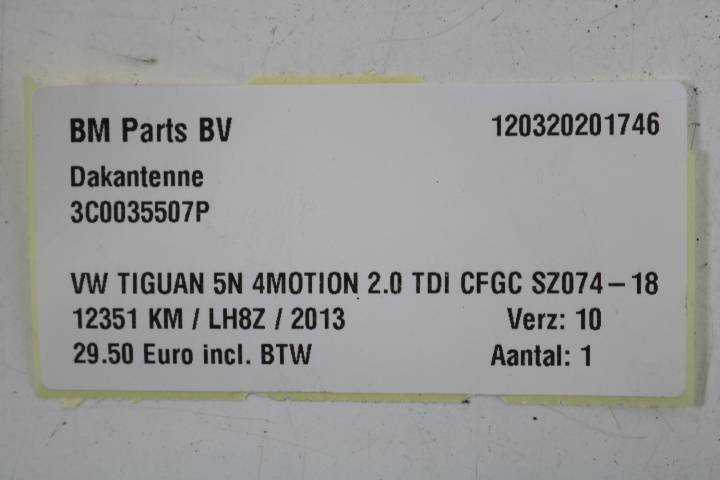 BM Parts BV 120320201746
Dakantenne
3C0035507P
VW TIGUAN 5N 4MOTION 2.0 TDI CFGC SZ074-18
12351 KM / LH8Z / 2013 Verz: 10
29.50 Euro incl. BTW Aantal: 1